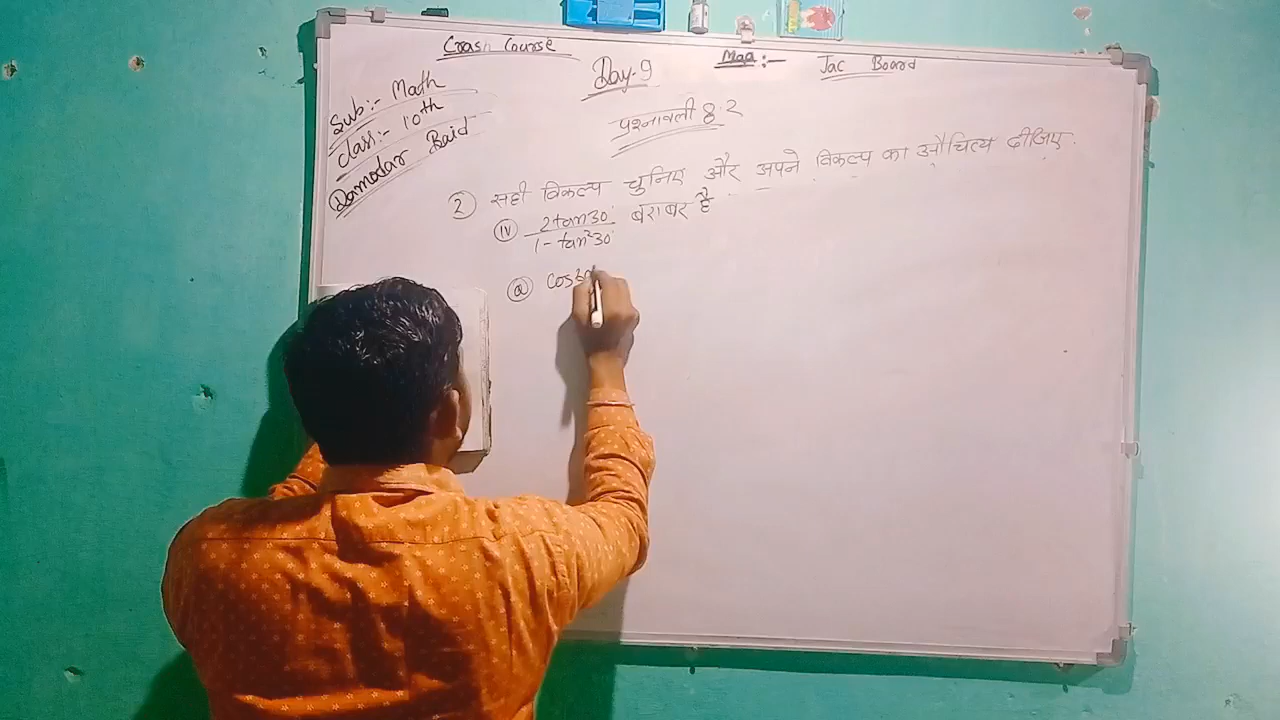 Crash Course
Day-9
Maa:-
Jac Board
Sub:- Math
Class:- 10th
Damodar Baid
प्रश्नावली 8.2
2 सही विकल्प चुनिए और अपने विकल्प का औचित्य दीजिए.
(iv) 2tan30° / 1-tan²30° बराबर है
(a) Cos30